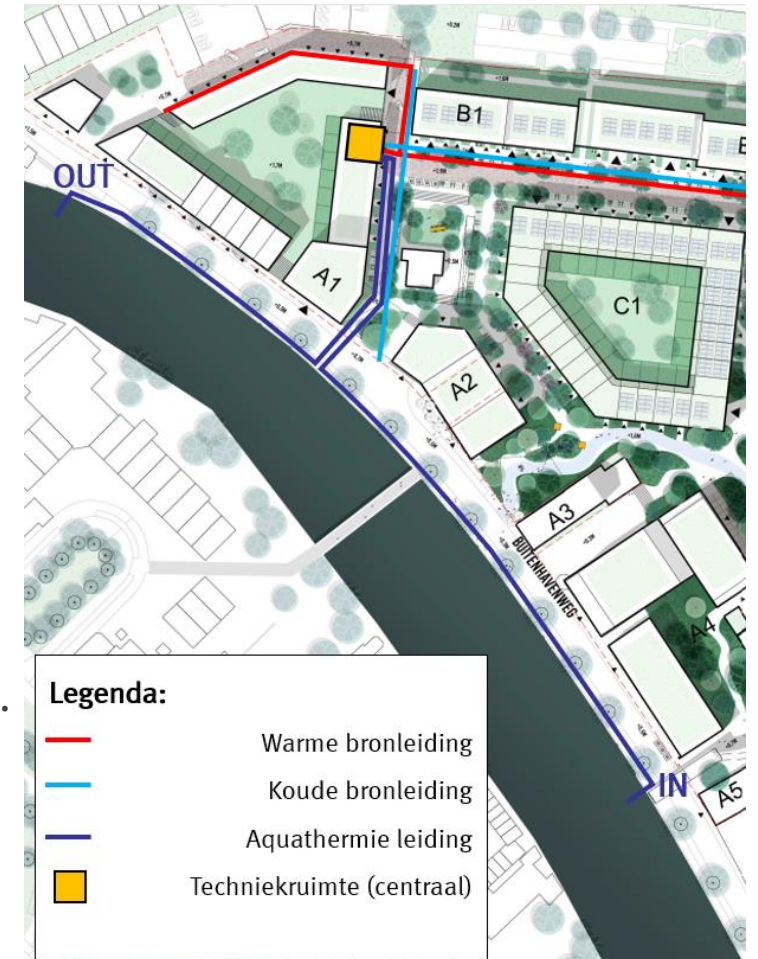 B1
OUT
A1
C1
A2
A3
BUITENHAVENWEG
A4
IN
A5
Legenda:
Warme bronleiding
Koude bronleiding
Aquathermie leiding
Techniekruimte (centraal)